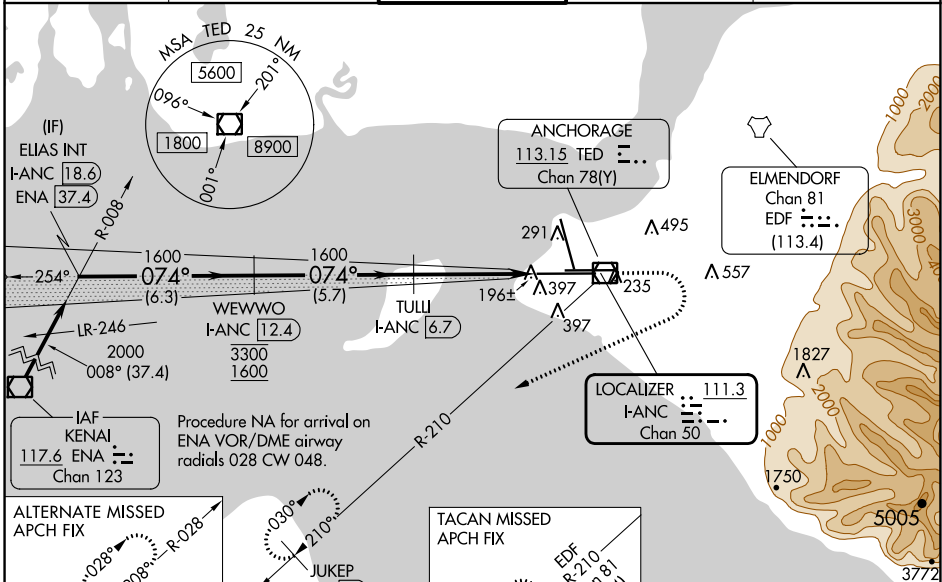 MSA TED 25 NM
5600
201°
096°
1800
8900
001°
(IF)
ELIAS INT
I-ANC 18.6
ENA 37.4
R-008
ANCHORAGE
113.15 TED
Chan 78(Y)
ELMENDORF
Chan 81
EDF
(113.4)
1000
2000
3000
291
495
254°
1600
074°
(6.3)
1600
074°
(5.7)
196±
397
235
557
397
WEWWO
I-ANC 12.4
3300
1600
TULLI
I-ANC 6.7
LR-246
2000
008° (37.4)
1827
2000
1000
LOCALIZER 111.3
I-ANC
Chan 50
R-210
IAF
KENAI
117.6 ENA
Chan 123
Procedure NA for arrival on
ENA VOR/DME airway
radials 028 CW 048.
1750
5005
3772
ALTERNATE MISSED
APCH FIX
028°
R-028
030°
210°
JUKEP
TACAN MISSED
APCH FIX
EDF
R-210